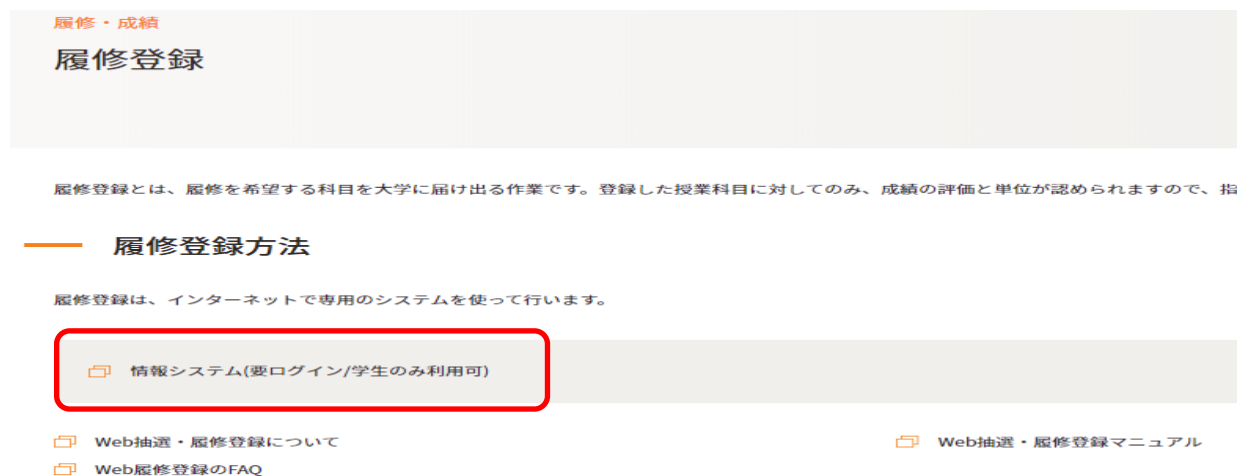 履修・成績
履修登録
履修登録とは、履修を希望する科目を大学に届け出る作業です。登録した授業科目に対してのみ、成績の評価と単位が認められますので、指
履修登録方法
履修登録は、インターネットで専用のシステムを使って行います。
情報システム(要ログイン/学生のみ利用可)
Web抽選・履修登録について
Web抽選・履修登録マニュアル
Web履修登録のFAQ